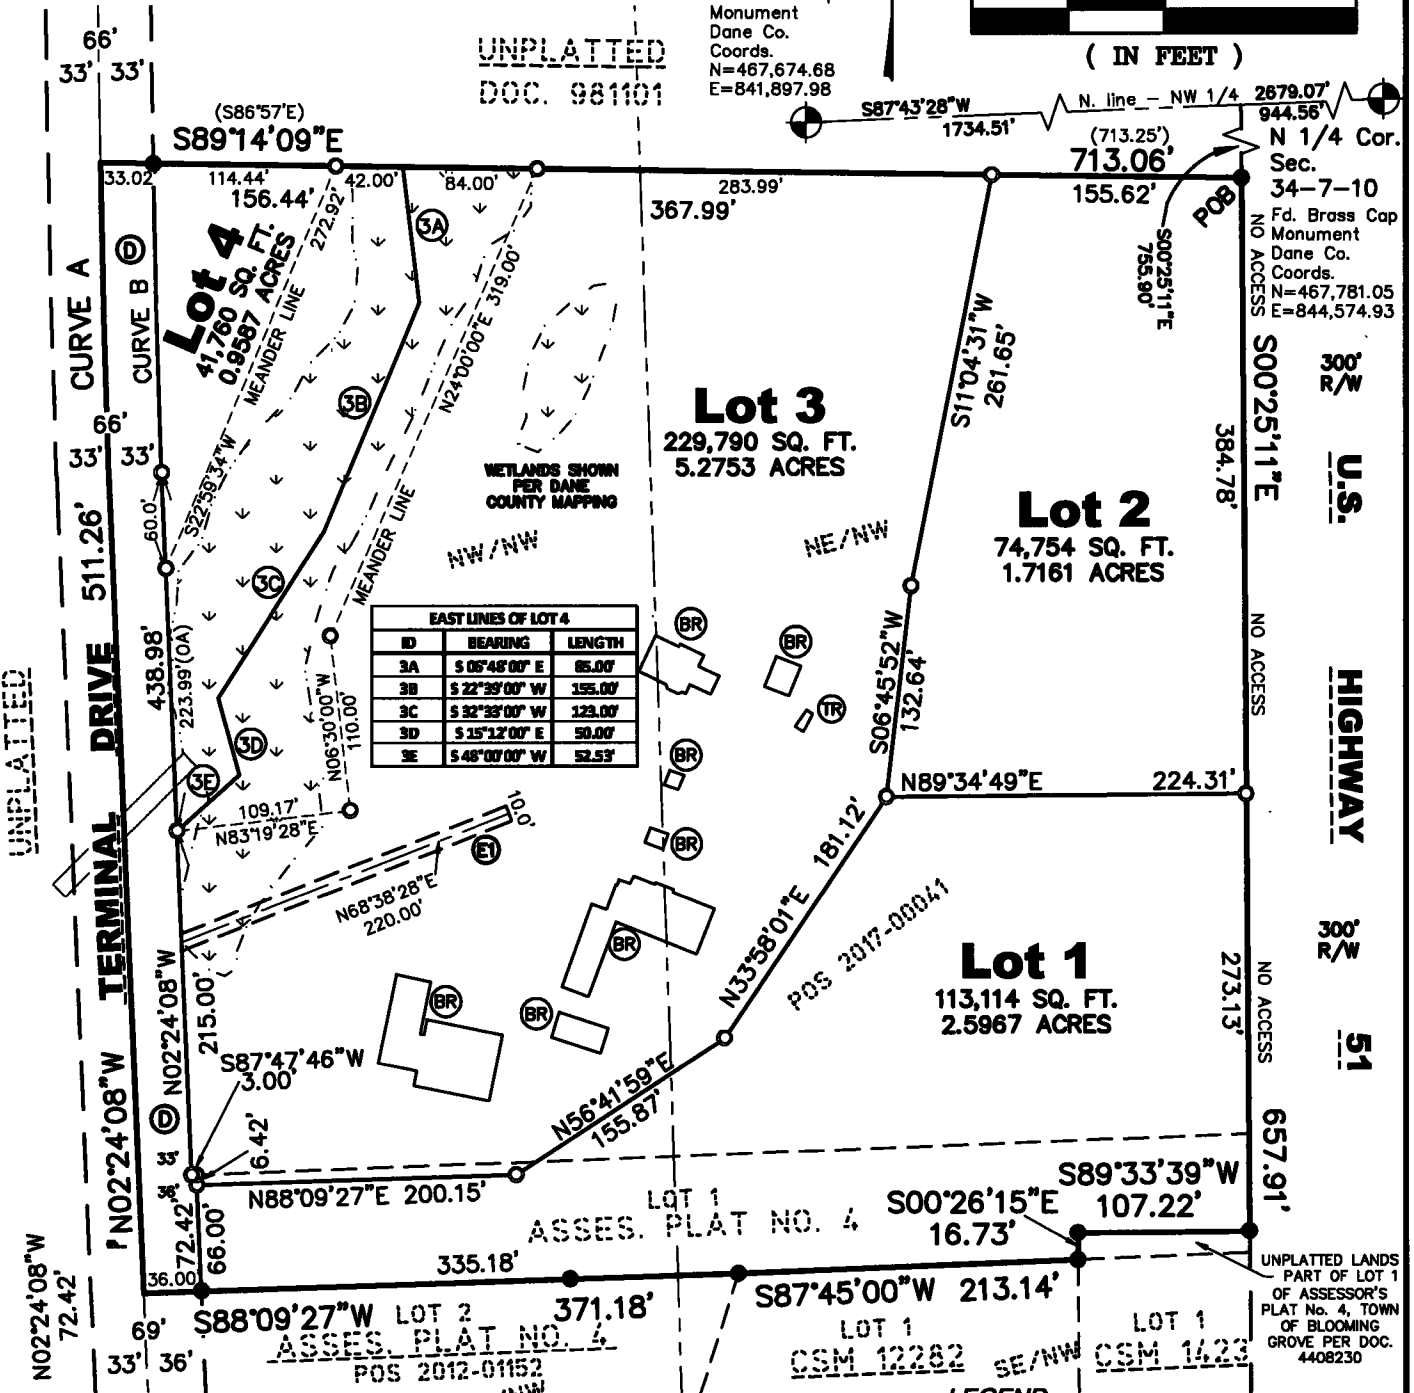 Monument
Dane Co.
Coords.
N=467,674.68
E=841,897.98
( IN FEET )
UNPLATTED
DOC. 981101
66'
33' 33'
S87°43'28"W
1734.51'
N. line - NW 1/4
2679.07'
944.56'
N 1/4 Cor.
Sec.
34-7-10
Fd. Brass Cap
Monument
Dane Co.
Coords.
N=467,781.05
E=844,574.93
(S86°57'E)
S89°14'09"E
(713.25')
713.06'
33.02'
114.44'
156.44'
42.00'
84.00'
283.99'
367.99'
155.62'
POB
S00°25'11"E
755.90'
NO ACCESS
CURVE A
CURVE B
D
Lot 4
41,760 SQ. FT.
0.9587 ACRES
272.92'
MEANDER LINE
S22°59'34"W
3A
3B
3C
3D
3E
N24°00'00"E 319.00'
MEANDER LINE
S11°04'31"W
261.65'
S00°25'11"E
384.78'
300'
R/W
U.S.
HIGHWAY
51
Lot 3
229,790 SQ. FT.
5.2753 ACRES
WETLANDS SHOWN
PER DANE
COUNTY MAPPING
NW/NW
NE/NW
Lot 2
74,754 SQ. FT.
1.7161 ACRES
66'
33' 33'
511.26'
60.0'
438.98'
223.99'(OA)
EAST LINES OF LOT 4
ID BEARING LENGTH
3A S 05°48'00" E 85.00'
3B S 22°39'00" W 155.00'
3C S 32°33'00" W 123.00'
3D S 15°12'00" E 50.00'
3E S 48°00'00" W 52.53'
BR
BR
TR
BR
BR
BR
BR
BR
S06°45'52"W
132.64'
NO ACCESS
N89°34'49"E 224.31'
UNPLATTED
TERMINAL DRIVE
N06°30'00"W
110.00'
109.17'
N83°19'28"E
10.0'
E1
N68°38'28"E
220.00'
181.12'
N33°58'01"E
POS 2017-00041
Lot 1
113,114 SQ. FT.
2.5967 ACRES
273.13'
NO ACCESS
300'
R/W
N02°24'08"W
215.00'
S87°47'46"W
3.00'
D
6.42'
33'
36'
N02°24'08"W
N56°41'59"E
155.87'
N88°09'27"E 200.15'
657.91'
LOT 1
ASSES. PLAT NO. 4
S00°26'15"E
16.73'
S89°33'39"W
107.22'
72.42'
66.00'
36.00'
335.18'
S88°09'27"W
371.18'
S87°45'00"W 213.14'
UNPLATTED LANDS
PART OF LOT 1
OF ASSESSOR'S
PLAT No. 4, TOWN
OF BLOOMING
GROVE PER DOC.
4408230
N02°24'08"W
72.42'
69'
33' 36'
LOT 2
ASSES. PLAT NO. 4
POS 2012-01152
LOT 1
CSM 12282
SE/NW
LOT 1
CSM 1423